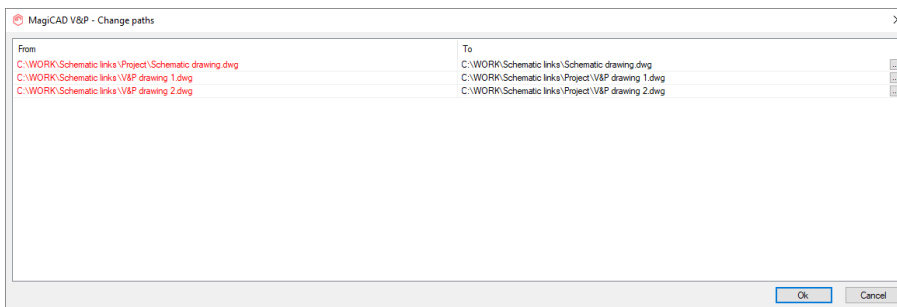 MagiCAD V&P - Change paths
From To
C:\WORK\Schematic links\Project\Schematic drawing.dwg C:\WORK\Schematic links\Schematic drawing.dwg ...
C:\WORK\Schematic links\V&P drawing 1.dwg C:\WORK\Schematic links\Project\V&P drawing 1.dwg ...
C:\WORK\Schematic links\V&P drawing 2.dwg C:\WORK\Schematic links\Project\V&P drawing 2.dwg ...
Ok Cancel